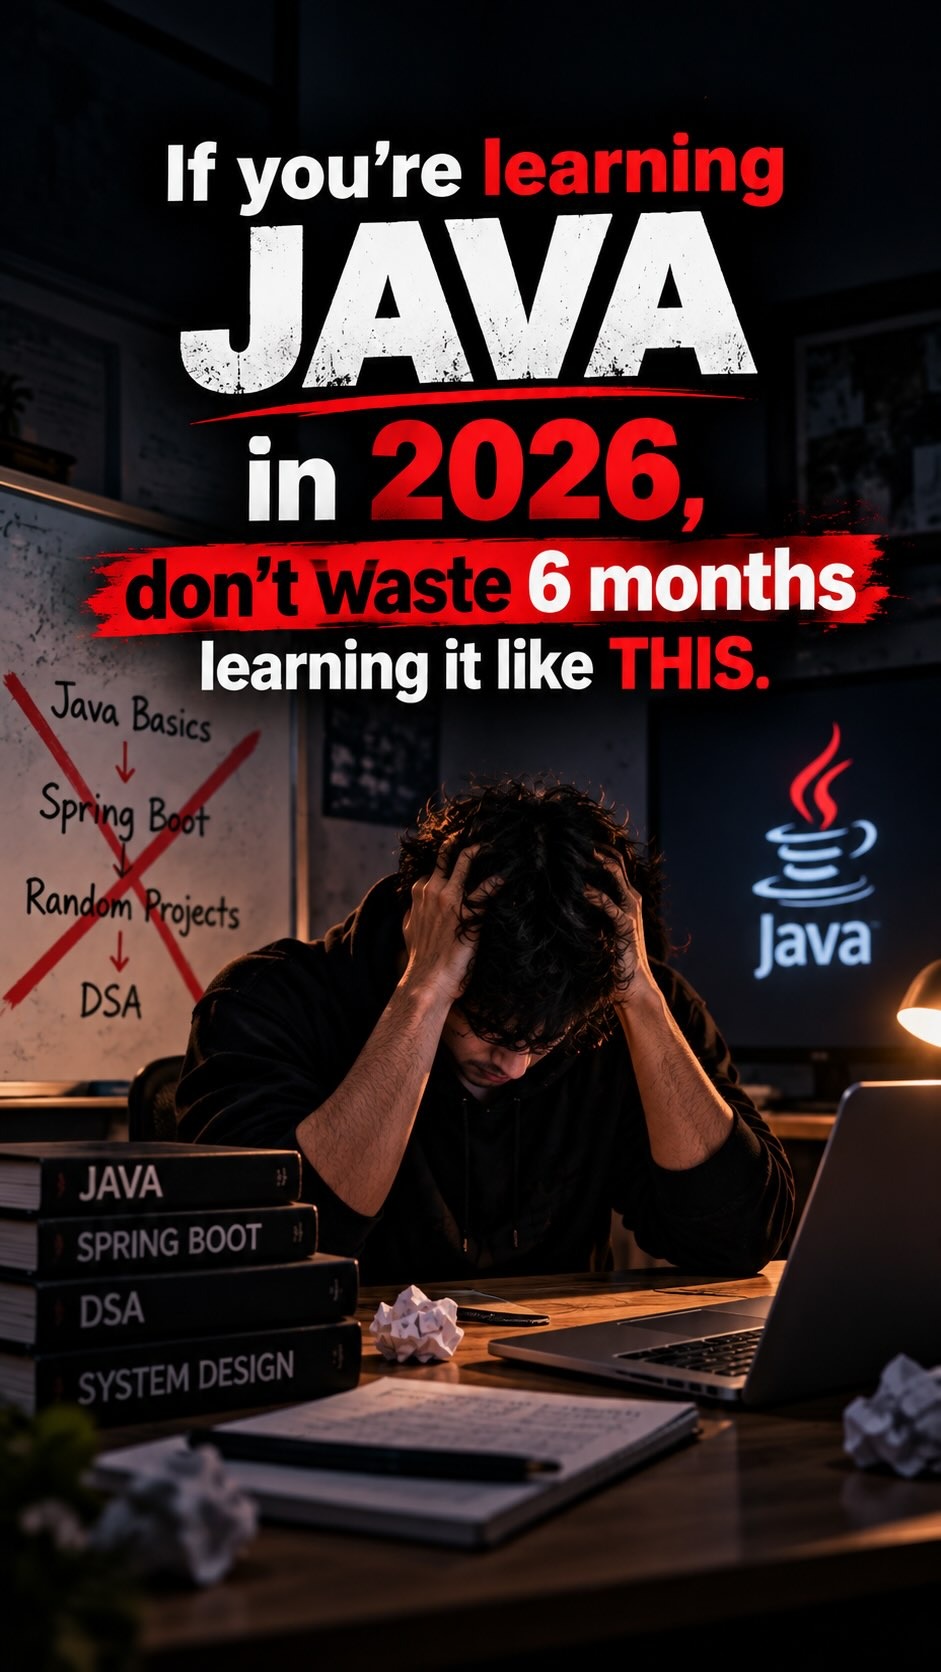 If you're learning
JAVA
in 2026,
don't waste 6 months
learning it like THIS.
Java Basics
Spring Boot
Random Projects
DSA
Java
JAVA
SPRING BOOT
DSA
SYSTEM DESIGN